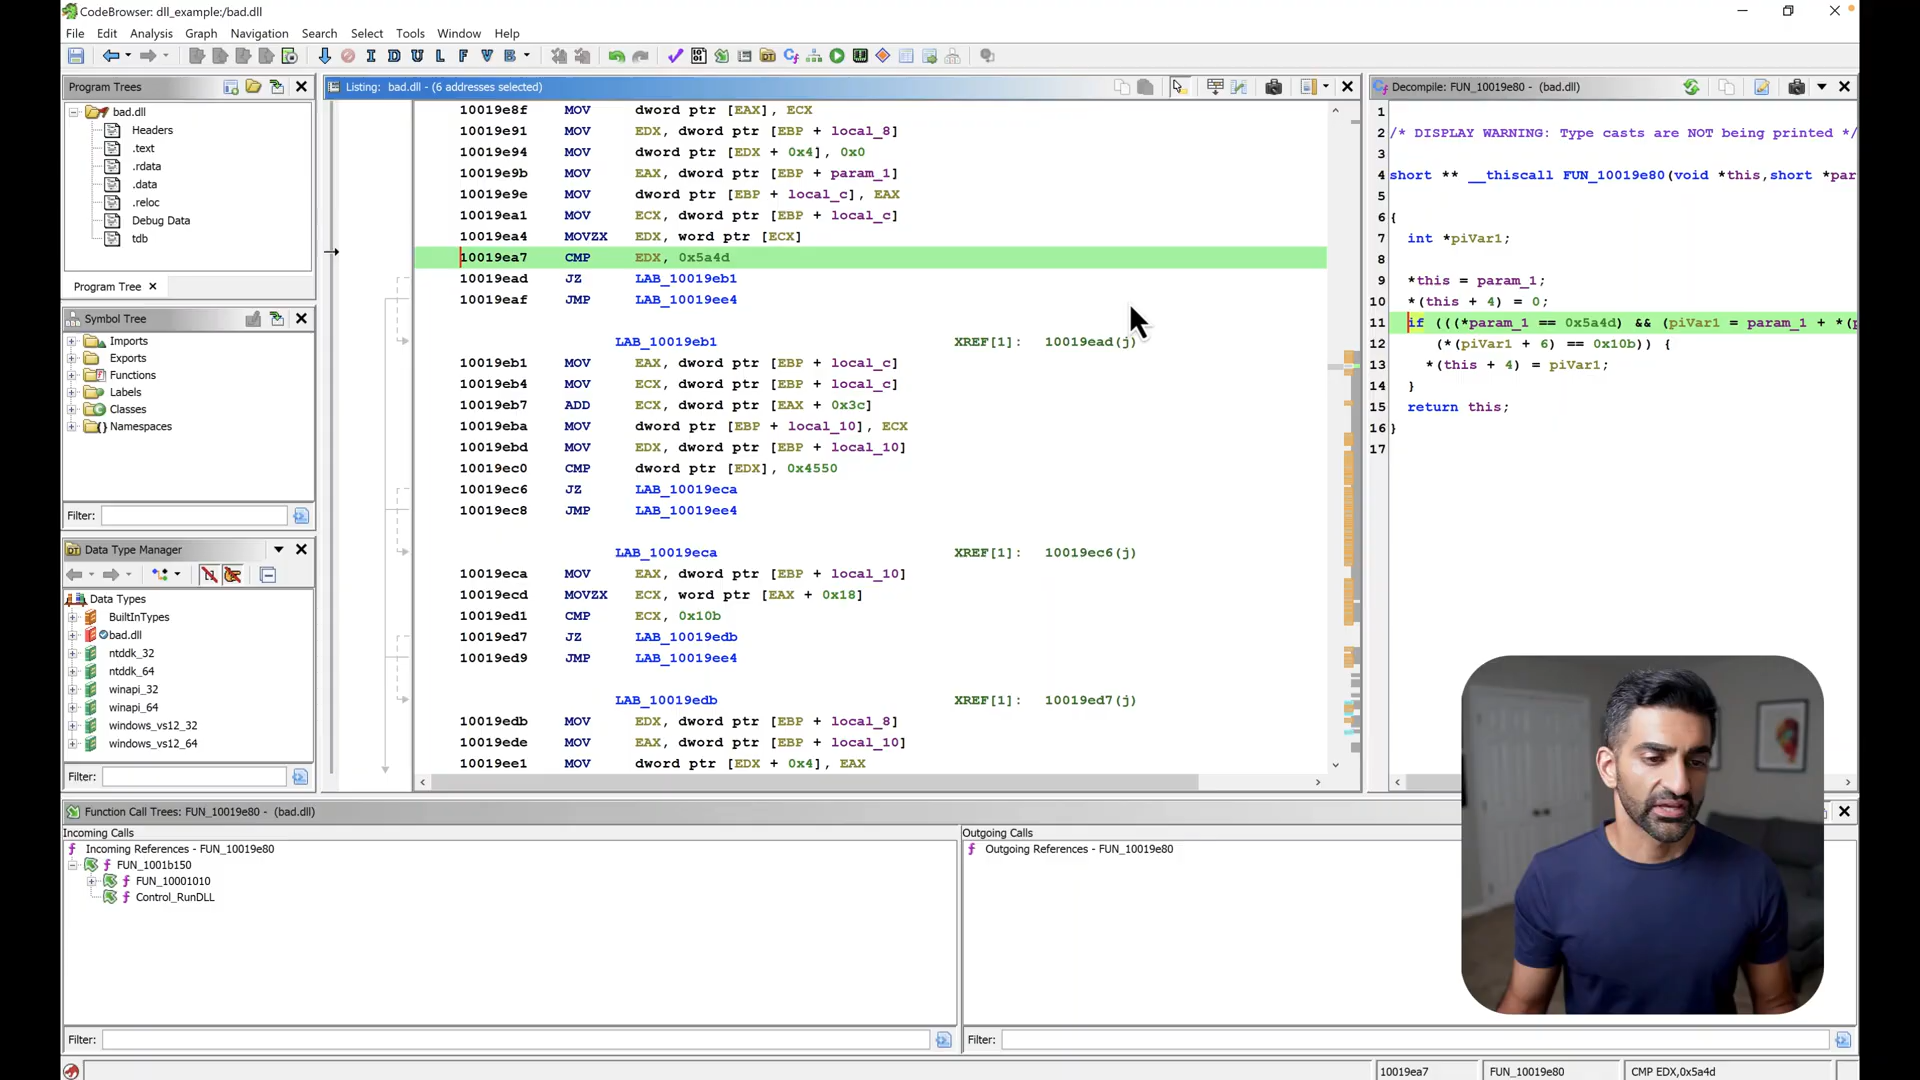 CodeBrowser: dll_example:/bad.dll
File Edit Analysis Graph Navigation Search Select Tools Window Help
I D U L F V B
Program Trees
bad.dll
Headers
.text
.rdata
.data
.reloc
Debug Data
tdb
Program Tree
Symbol Tree
Imports
Exports
Functions
Labels
Classes
Namespaces
Filter:
Data Type Manager
Data Types
BuiltInTypes
bad.dll
ntddk_32
ntddk_64
winapi_32
winapi_64
windows_vs12_32
windows_vs12_64
Filter:
Listing: bad.dll - (6 addresses selected)
10019e8f MOV dword ptr [EAX], ECX
10019e91 MOV EDX, dword ptr [EBP + local_8]
10019e94 MOV dword ptr [EDX + 0x4], 0x0
10019e9b MOV EAX, dword ptr [EBP + param_1]
10019e9e MOV dword ptr [EBP + local_c], EAX
10019ea1 MOV ECX, dword ptr [EBP + local_c]
10019ea4 MOVZX EDX, word ptr [ECX]
10019ea7 CMP EDX, 0x5a4d
10019ead JZ LAB_10019eb1
10019eaf JMP LAB_10019ee4
LAB_10019eb1 XREF[1]: 10019ead(j)
10019eb1 MOV EAX, dword ptr [EBP + local_c]
10019eb4 MOV ECX, dword ptr [EBP + local_c]
10019eb7 ADD ECX, dword ptr [EAX + 0x3c]
10019eba MOV dword ptr [EBP + local_10], ECX
10019ebd MOV EDX, dword ptr [EBP + local_10]
10019ec0 CMP dword ptr [EDX], 0x4550
10019ec6 JZ LAB_10019eca
10019ec8 JMP LAB_10019ee4
LAB_10019eca XREF[1]: 10019ec6(j)
10019eca MOV EAX, dword ptr [EBP + local_10]
10019ecd MOVZX ECX, word ptr [EAX + 0x18]
10019ed1 CMP ECX, 0x10b
10019ed7 JZ LAB_10019edb
10019ed9 JMP LAB_10019ee4
LAB_10019edb XREF[1]: 10019ed7(j)
10019edb MOV EDX, dword ptr [EBP + local_8]
10019ede MOV EAX, dword ptr [EBP + local_10]
10019ee1 MOV dword ptr [EDX + 0x4], EAX
Decompile: FUN_10019e80 - (bad.dll)
1
2 /* DISPLAY WARNING: Type casts are NOT being printed */
3
4 short ** __thiscall FUN_10019e80(void *this,short *par
5
6 {
7 int *piVar1;
8
9 *this = param_1;
10 *(this + 4) = 0;
11 if (((*param_1 == 0x5a4d) && (piVar1 = param_1 + *(p
12 (*(piVar1 + 6) == 0x10b)) {
13 *(this + 4) = piVar1;
14 }
15 return this;
16 }
17
Function Call Trees: FUN_10019e80 - (bad.dll)
Incoming Calls
Incoming References - FUN_10019e80
FUN_1001b150
FUN_10001010
Control_RunDLL
Filter:
Outgoing Calls
Outgoing References - FUN_10019e80
Filter:
10019ea7 FUN_10019e80 CMP EDX,0x5a4d